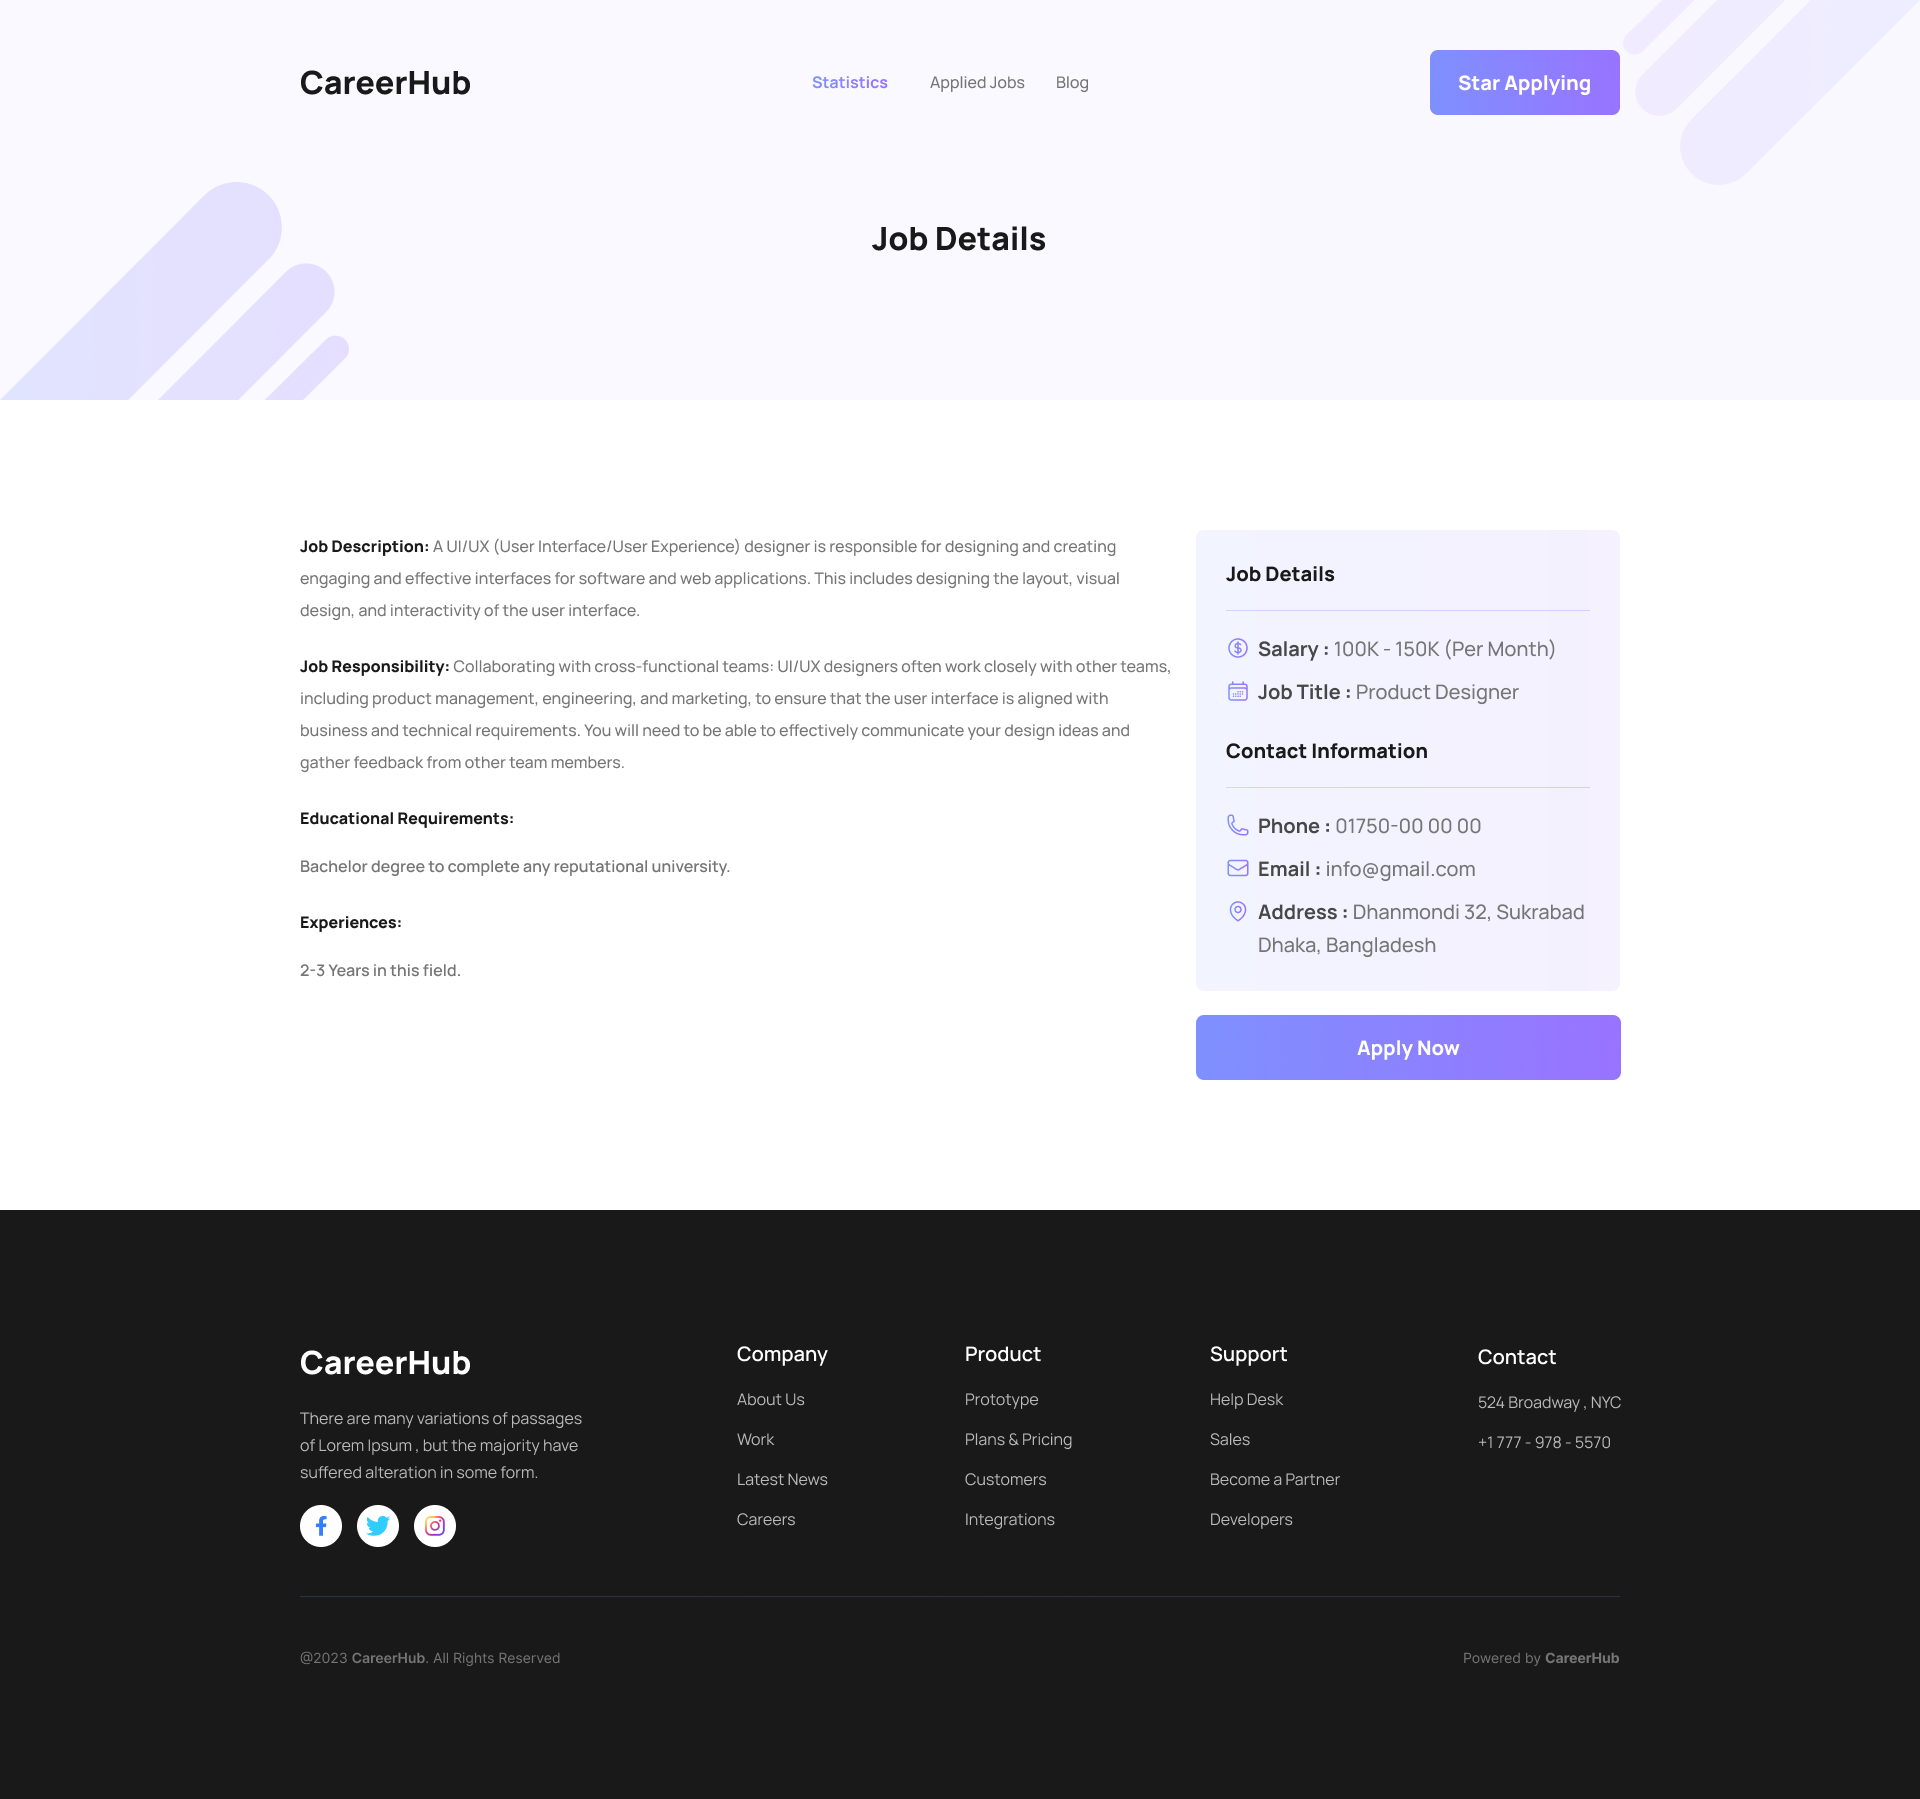 CareerHub
Statistics
Applied Jobs
Blog
Star Applying
Job Details
Job Description: A UI/UX (User Interface/User Experience) designer is responsible for designing and creating
engaging and effective interfaces for software and web applications. This includes designing the layout, visual
design, and interactivity of the user interface.
Job Responsibility: Collaborating with cross-functional teams: UI/UX designers often work closely with other teams,
including product management, engineering, and marketing, to ensure that the user interface is aligned with
business and technical requirements. You will need to be able to effectively communicate your design ideas and
gather feedback from other team members.
Educational Requirements:
Bachelor degree to complete any reputational university.
Experiences:
2-3 Years in this field.
Job Details
Salary : 100K - 150K (Per Month)
Job Title : Product Designer
Contact Information
Phone : 01750-00 00 00
Email : info@gmail.com
Address : Dhanmondi 32, Sukrabad
Dhaka, Bangladesh
Apply Now
CareerHub
There are many variations of passages
of Lorem Ipsum , but the majority have
suffered alteration in some form.
Company
About Us
Work
Latest News
Careers
Product
Prototype
Plans & Pricing
Customers
Integrations
Support
Help Desk
Sales
Become a Partner
Developers
Contact
524 Broadway , NYC
+1 777 - 978 - 5570
@2023 CareerHub. All Rights Reserved
Powered by CareerHub